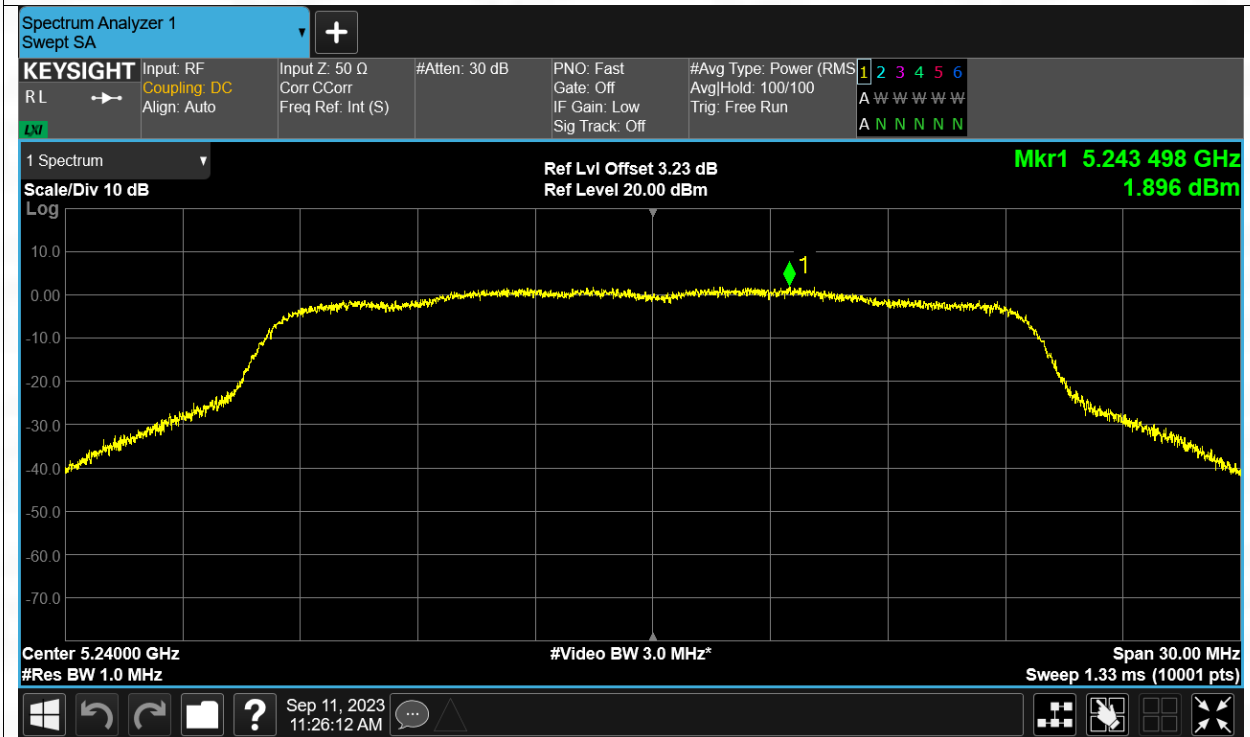 Spectrum Analyzer 1
Swept SA
+
KEYSIGHT
R L
LXI
Input: RF
Coupling: DC
Align: Auto
Input Z: 50 Ω
Corr CCorr
Freq Ref: Int (S)
#Atten: 30 dB
PNO: Fast
Gate: Off
IF Gain: Low
Sig Track: Off
#Avg Type: Power (RMS
Avg|Hold: 100/100
Trig: Free Run
1 2 3 4 5 6
A W W W W W
A N N N N N
1 Spectrum
Scale/Div 10 dB
Log
Ref Lvl Offset 3.23 dB
Ref Level 20.00 dBm
Mkr1 5.243 498 GHz
1.896 dBm
10.0
0.00
-10.0
-20.0
-30.0
-40.0
-50.0
-60.0
-70.0
1
Center 5.24000 GHz
#Res BW 1.0 MHz
#Video BW 3.0 MHz*
Span 30.00 MHz
Sweep 1.33 ms (10001 pts)
?
Sep 11, 2023
11:26:12 AM